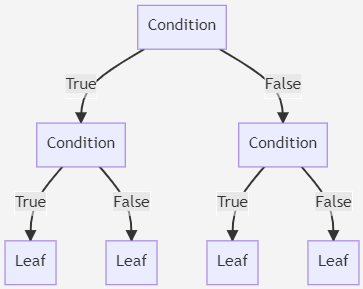 Condition
True False
Condition Condition
True False True False
Leaf Leaf Leaf Leaf